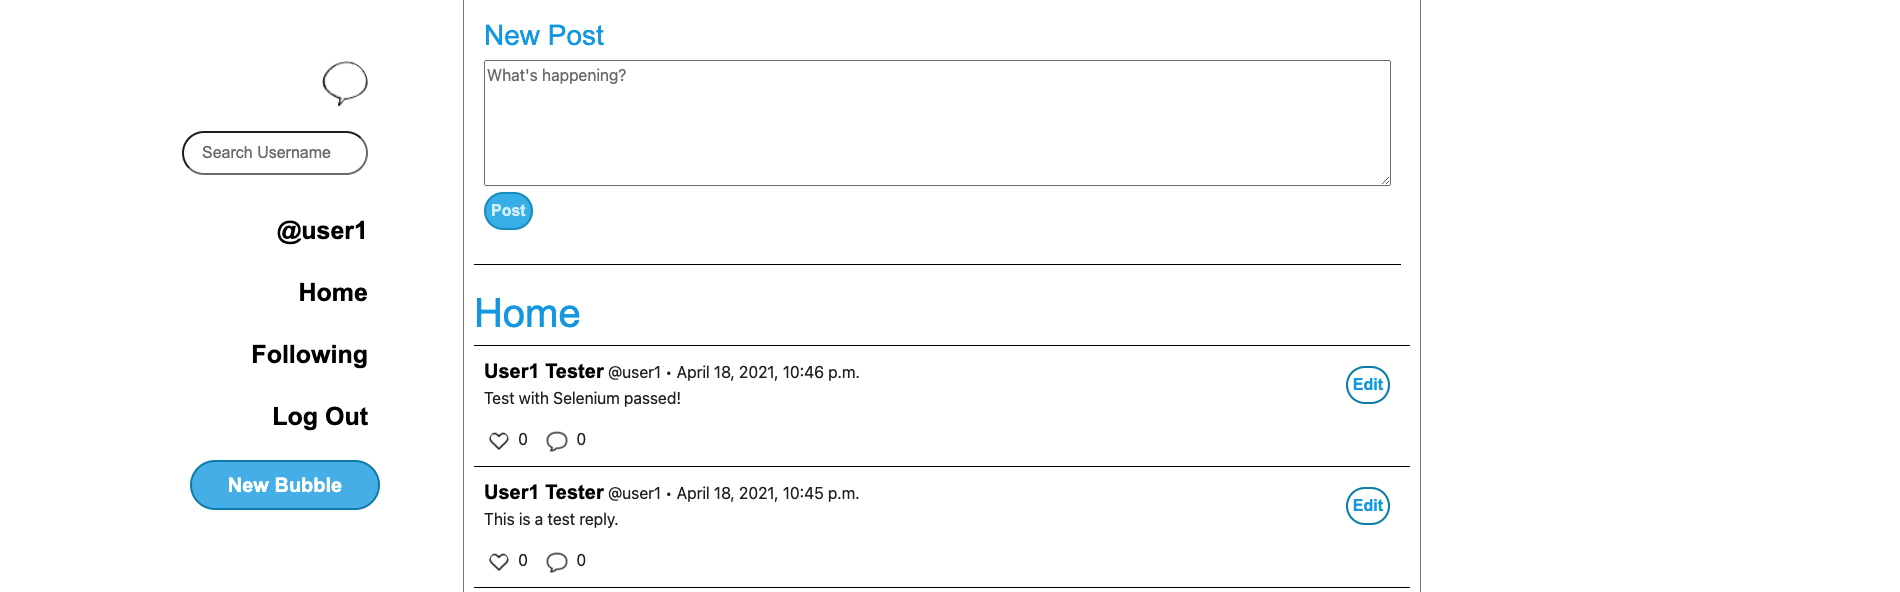 Search Username
@user1
Home
Following
Log Out
New Bubble
New Post
What's happening?
Post
Home
User1 Tester @user1 • April 18, 2021, 10:46 p.m.
Edit
Test with Selenium passed!
0 0
User1 Tester @user1 • April 18, 2021, 10:45 p.m.
Edit
This is a test reply.
0 0